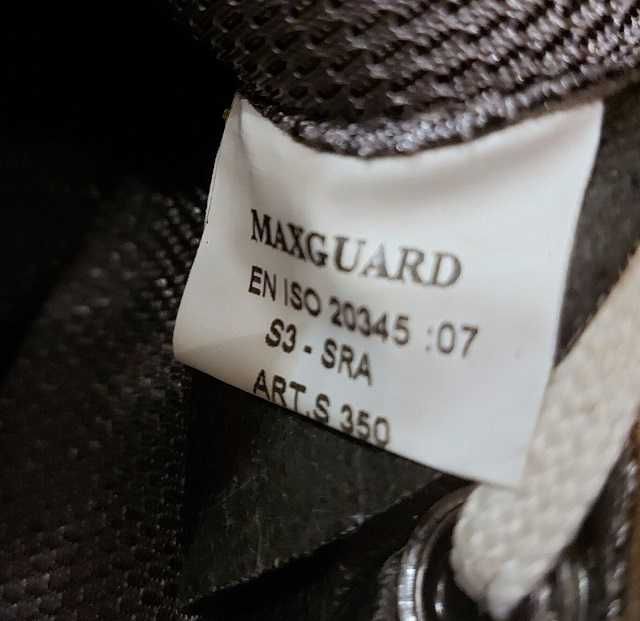 MAXGUARD
EN ISO 20345 :07
S3 - SRA
ART.S 350